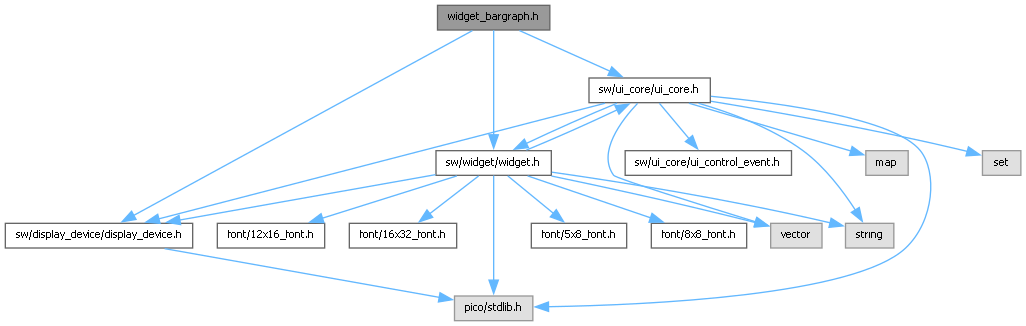 widget_bargraph.h
sw/ui_core/ui_core.h
sw/widget/widget.h
sw/ui_core/ui_control_event.h
map
set
sw/display_device/display_device.h
font/12x16_font.h
font/16x32_font.h
font/5x8_font.h
font/8x8_font.h
vector
string
pico/stdlib.h